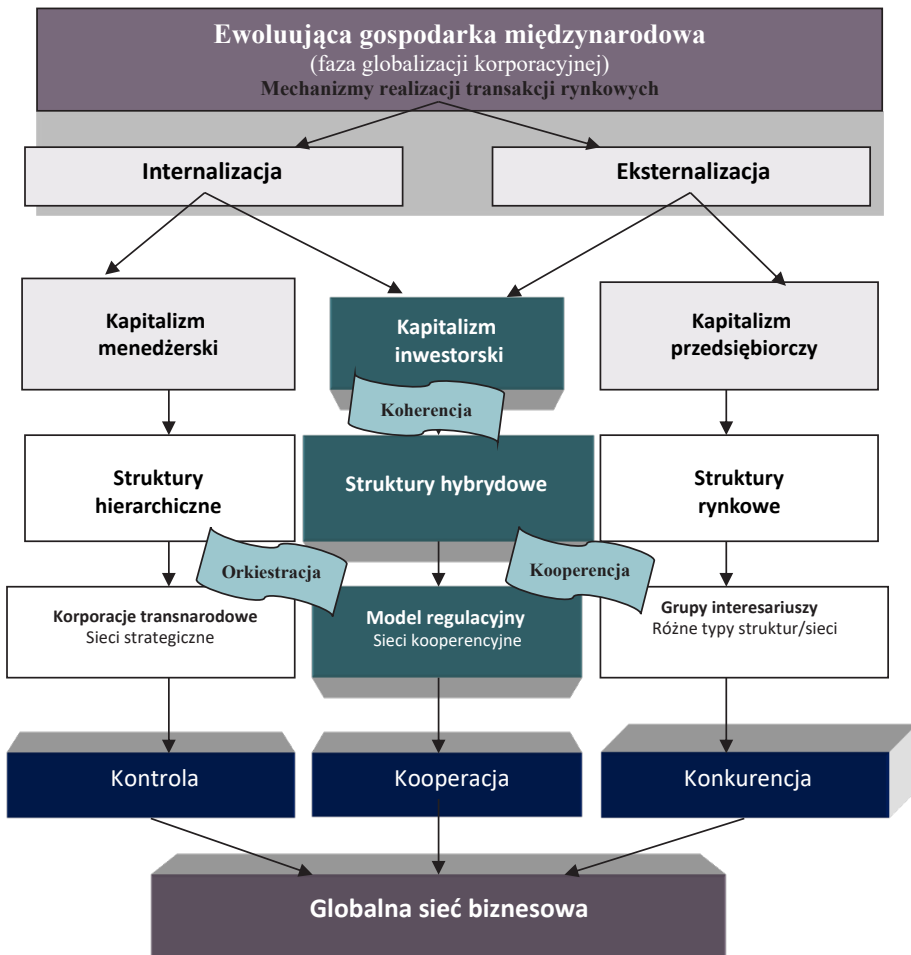 Ewoluująca gospodarka międzynarodowa
(faza globalizacji korporacyjnej)
Mechanizmy realizacji transakcji rynkowych
Internalizacja
Eksternalizacja
Kapitalizm
menedżerski
Kapitalizm
inwestorski
Kapitalizm
przedsiębiorczy
Koherencja
Struktury
hierarchiczne
Struktury hybrydowe
Struktury
rynkowe
Orkiestracja
Kooperencja
Korporacje transnarodowe
Sieci strategiczne
Model regulacyjny
Sieci kooperencyjne
Grupy interesariuszy
Różne typy struktur/sieci
Kontrola
Kooperacja
Konkurencja
Globalna sieć biznesowa